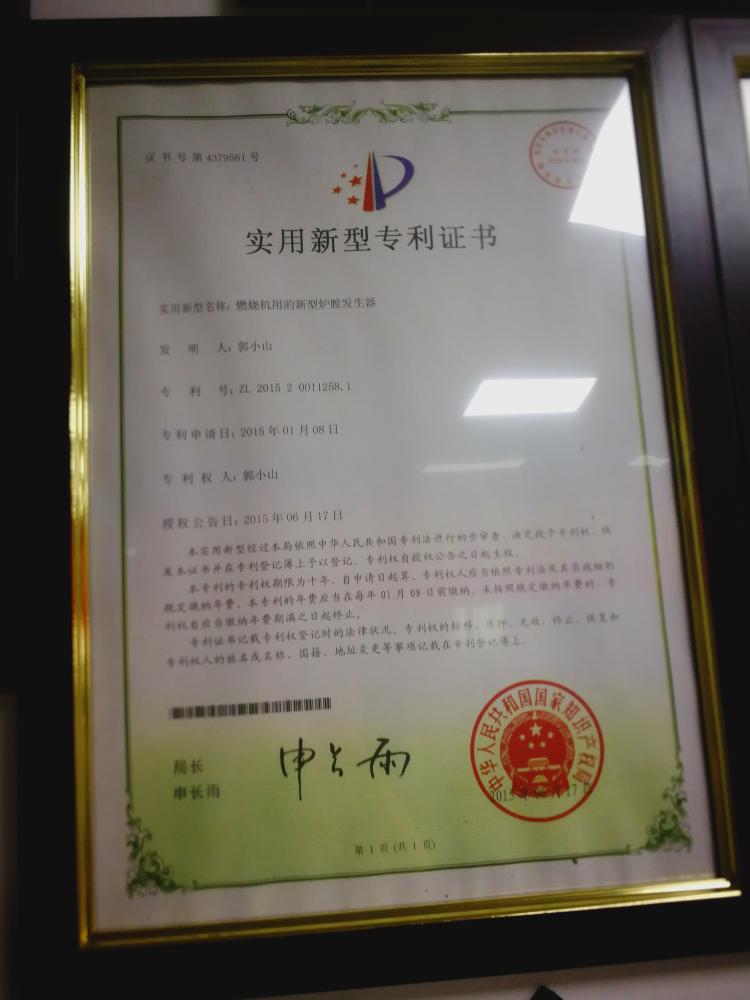 证书号第4379561号
实用新型专利证书
实用新型名称：燃烧机用的新型炉膛发生器
发 明 人：郭小山
专 利 号：ZL 2015 2 0011258.1
专利申请日：2015年01月08日
专 利 权 人：郭小山
授权公告日：2015年06月17日
本实用新型经过本局依照中华人民共和国专利法进行初步审查，决定授予专利权，颁
发本证书并在专利登记簿上予以登记。专利权自授权公告之日起生效。
本专利的专利权期限为十年，自申请日起算。专利权人应当依照专利法及其实施细则
规定缴纳年费。本专利的年费应当在每年01月08日前缴纳。未按照规定缴纳年费的，专
利权自应当缴纳年费期满之日起终止。
专利证书记载专利权登记时的法律状况。专利权的转移、质押、无效、终止、恢复和
专利权人的姓名或名称、国籍、地址变更等事项记载在专利登记簿上。
局长
申长雨
申长雨
中华人民共和国国家知识产权局
2015年06月17日
第1页(共1页)